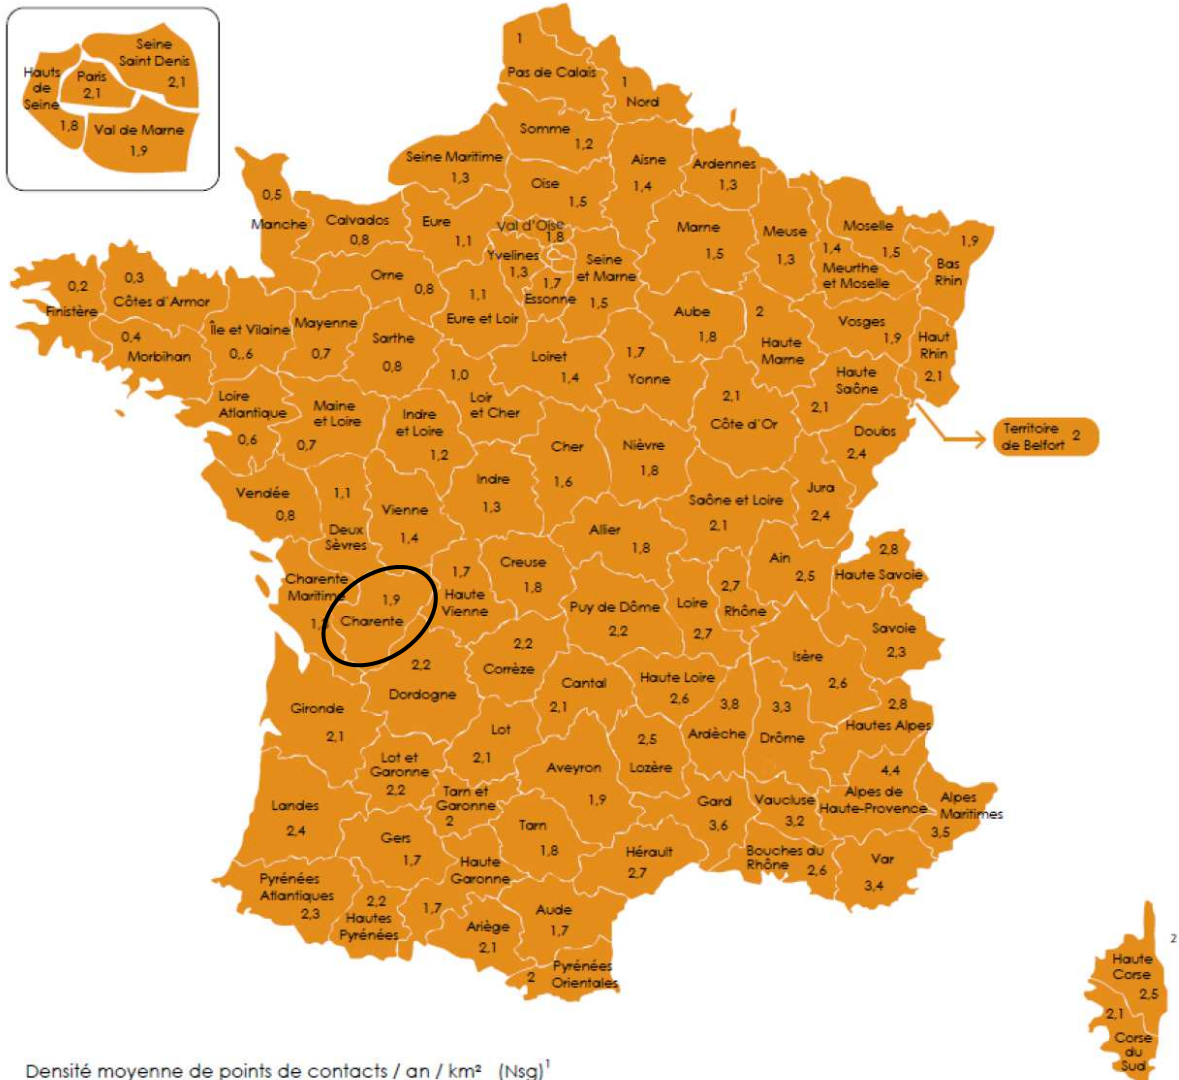 Seine
Saint Denis
2,1
Hauts
de
Seine
1,8
Paris
2,1
Val de Marne
1,9
1
Pas de Calais
1
Nord
Somme
1,2
Seine Maritime
1,3
Oise
1,5
Aisne
1,4
Ardennes
1,3
0,5
Manche
Calvados
0,8
Eure
1,1
Val d'Oise
1,8
Yvelines
1,3
1,7
Essonne
Seine
et Marne
1,5
Marne
1,5
Meuse
1,3
Moselle
1,5
1,4
Meurthe
et Moselle
1,9
Bas
Rhin
0,2
Finistère
0,3
Côtes d'Armor
0,4
Morbihan
Île et Vilaine
0,,6
Mayenne
0,7
Orne
0,8
Sarthe
0,8
1,1
Eure et Loir
Loiret
1,4
1,7
Yonne
Aube
1,8
2
Haute
Marne
Vosges
1,9
Haut
Rhin
2,1
Haute
Saône
2,1
Territoire
de Belfort 2
Loire
Atlantique
0,6
Maine
et Loire
0,7
Indre
et Loire
1,2
1,0
Loir
et Cher
Cher
1,6
Nièvre
1,8
2,1
Côte d'Or
Doubs
2,4
Jura
2,4
Vendée
0,8
1,1
Deux
Sèvres
Vienne
1,4
Indre
1,3
Allier
1,8
Saône et Loire
2,1
Ain
2,5
2,8
Haute Savoie
Charente
Maritime
1,9
Charente
1,7
Haute
Vienne
Creuse
1,8
Puy de Dôme
2,2
Loire
2,7
2,7
Rhône
Savoie
2,3
Isère
2,6
2,2
Dordogne
2,2
Corrèze
Cantal
2,1
Haute Loire
2,6
3,8
Ardèche
3,3
Drôme
2,8
Hautes Alpes
Gironde
2,1
Lot et
Garonne
2,2
Lot
2,1
Aveyron
1,9
2,5
Lozère
Gard
3,6
Vaucluse
3,2
4,4
Alpes de
Haute-Provence
Alpes
Maritimes
3,5
Landes
2,4
Gers
1,7
Tarn et
Garonne
2
Tarn
1,8
Hérault
2,7
Bouches du
Rhône 2,6
Var
3,4
Pyrénées
Atlantiques
2,3
2,2
Hautes
Pyrénées
Haute
Garonne
1,7
Ariège
2,1
Aude
1,7
2
Pyrénées
Orientales
2
Haute
Corse
2,5
2,1
Corse
du
Sud
Densité moyenne de points de contacts / an / km² (Nsg)¹